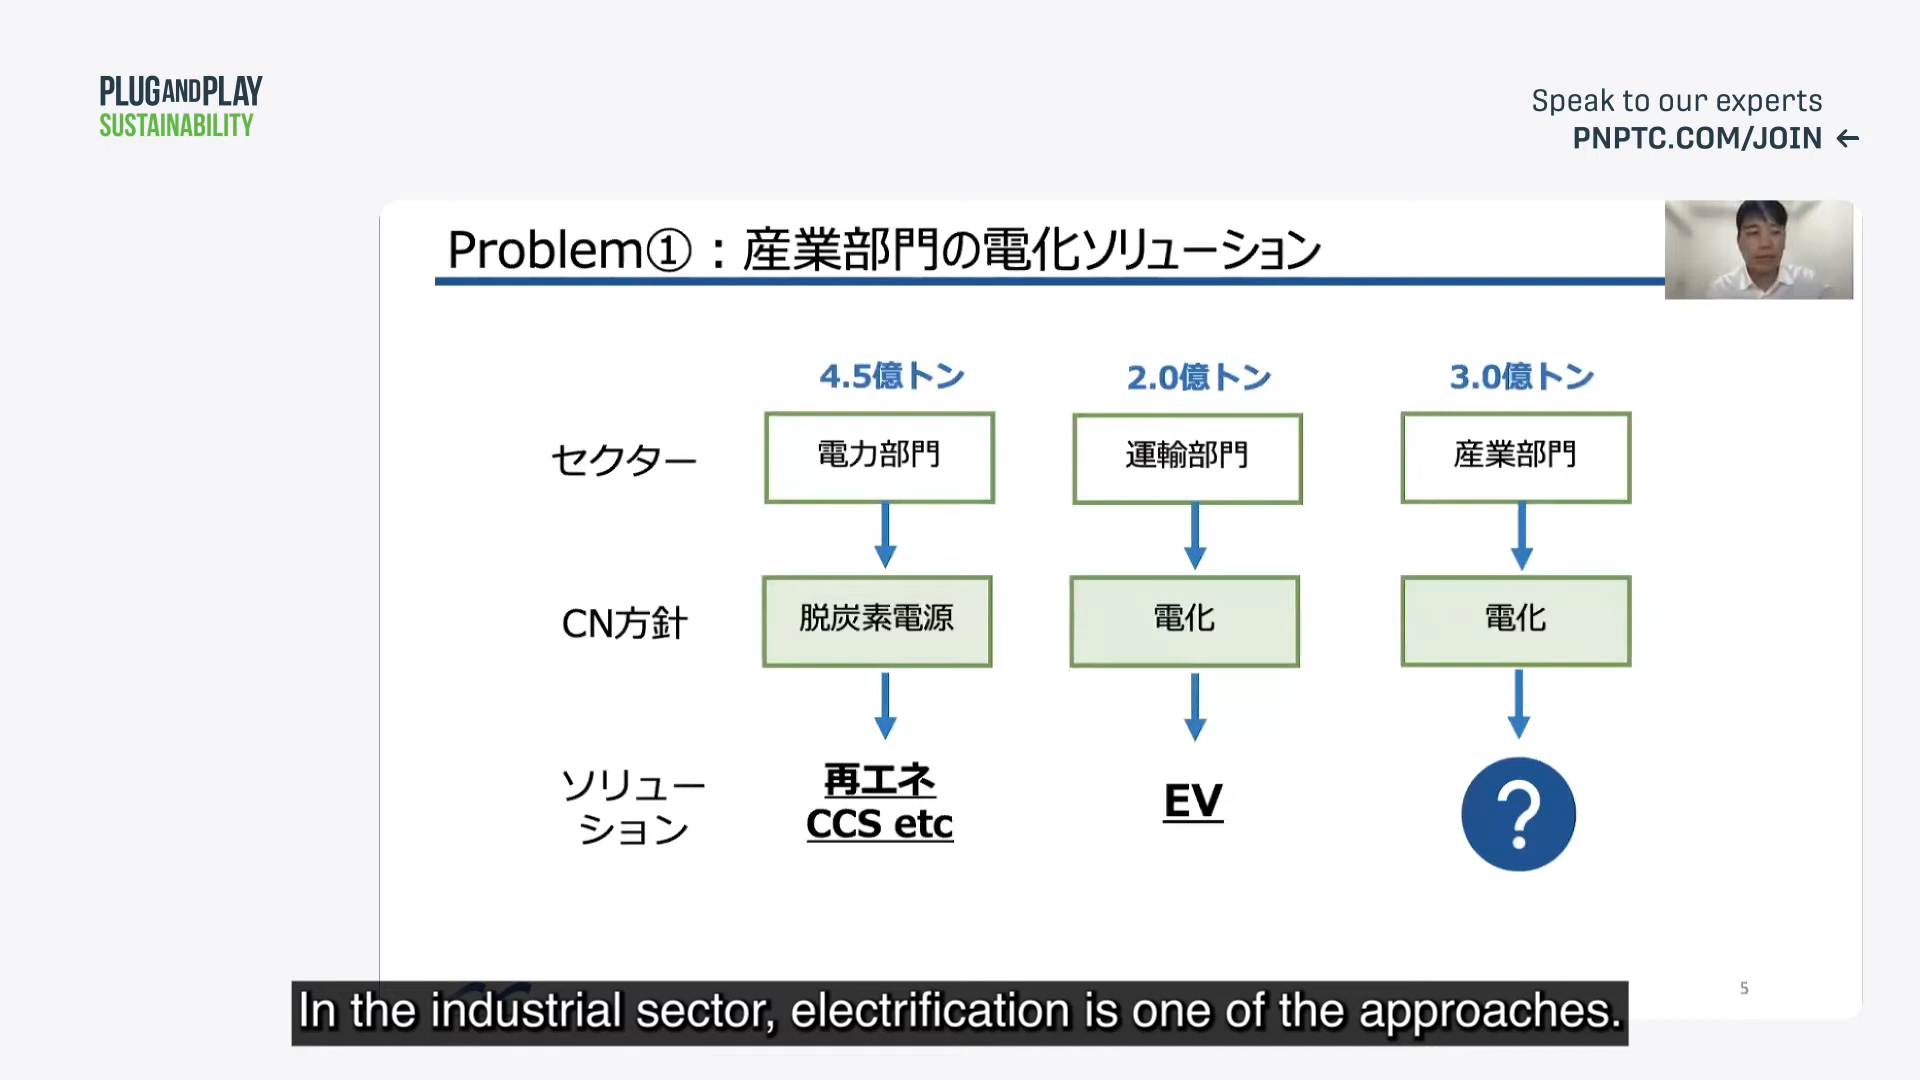 PLUGANDPLAY
SUSTAINABILITY
Speak to our experts
PNPTC.COM/JOIN ←
Problem①：産業部門の電化ソリューション
4.5億トン 2.0億トン 3.0億トン
セクター 電力部門 運輸部門 産業部門
CN方針 脱炭素電源 電化 電化
ソリュー
ション
再エネ
CCS etc
EV
?
In the industrial sector, electrification is one of the approaches.
5